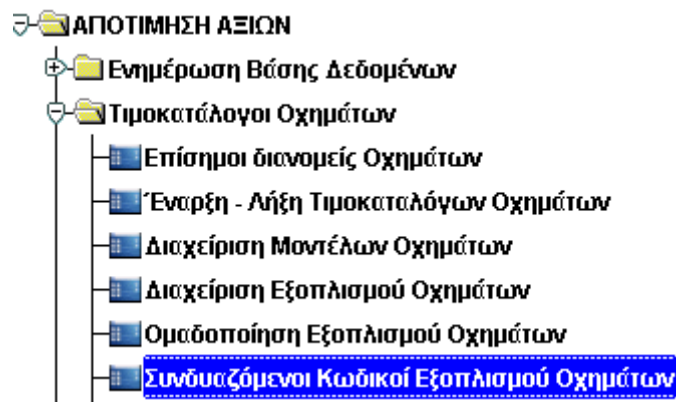 ΑΠΟΤΙΜΗΣΗ ΑΞΙΩΝ
Ενημέρωση Βάσης Δεδομένων
Τιμοκατάλογοι Οχημάτων
Επίσημοι διανομείς Οχημάτων
Έναρξη - Λήξη Τιμοκαταλόγων Οχημάτων
Διαχείριση Μοντέλων Οχημάτων
Διαχείριση Εξοπλισμού Οχημάτων
Ομαδοποίηση Εξοπλισμού Οχημάτων
Συνδυαζόμενοι Κωδικοί Εξοπλισμού Οχημάτων